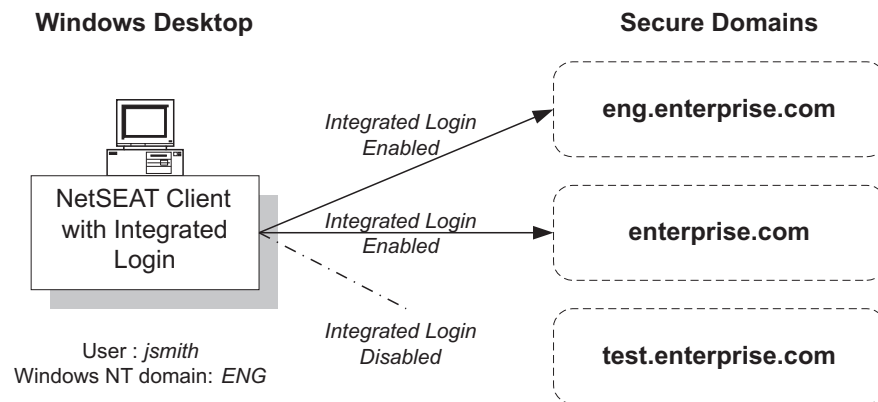 Windows Desktop
Secure Domains
eng.enterprise.com
Integrated Login
Enabled
NetSEAT Client
with Integrated
Login
Integrated Login
Enabled
enterprise.com
Integrated Login
Disabled
test.enterprise.com
User : jsmith
Windows NT domain: ENG